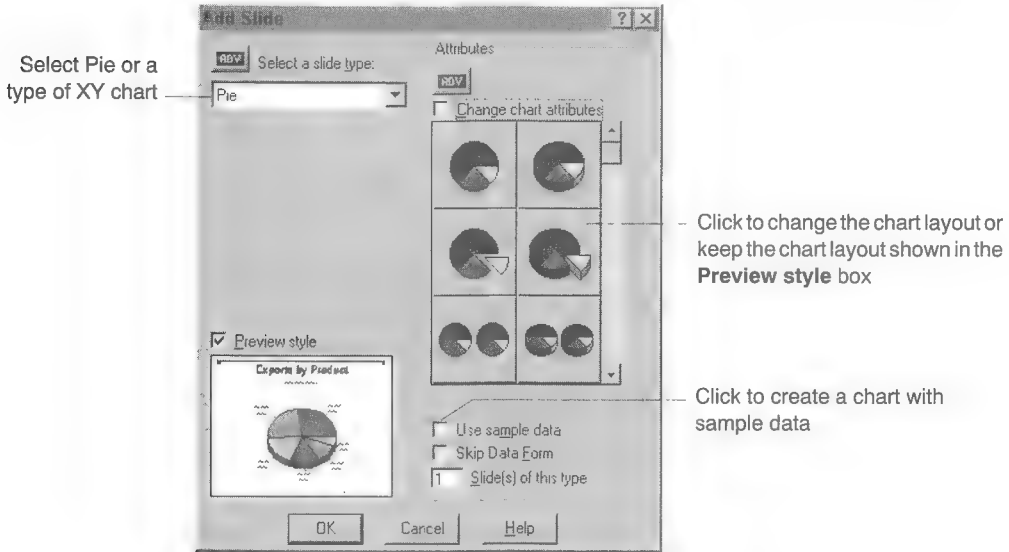 Add Slide
? ×
Select Pie or a
type of XY chart
ADV
Select a slide type:
Pie
Attributes
ADV
Change chart attributes
Click to change the chart layout or
keep the chart layout shown in the
Preview style box
Preview style
Exports by Product
Click to create a chart with
sample data
Use sample data
Skip Data Form
1 Slide(s) of this type
OK Cancel Help